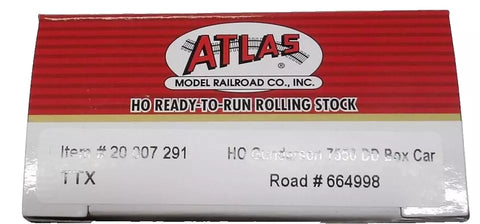 ATLAS
®
MODEL RAILROAD CO., INC.
HO READY-TO-RUN ROLLING STOCK
Item # 20 007 291 HO Gunderson 7550 DD Box Car
TTX Road # 664998